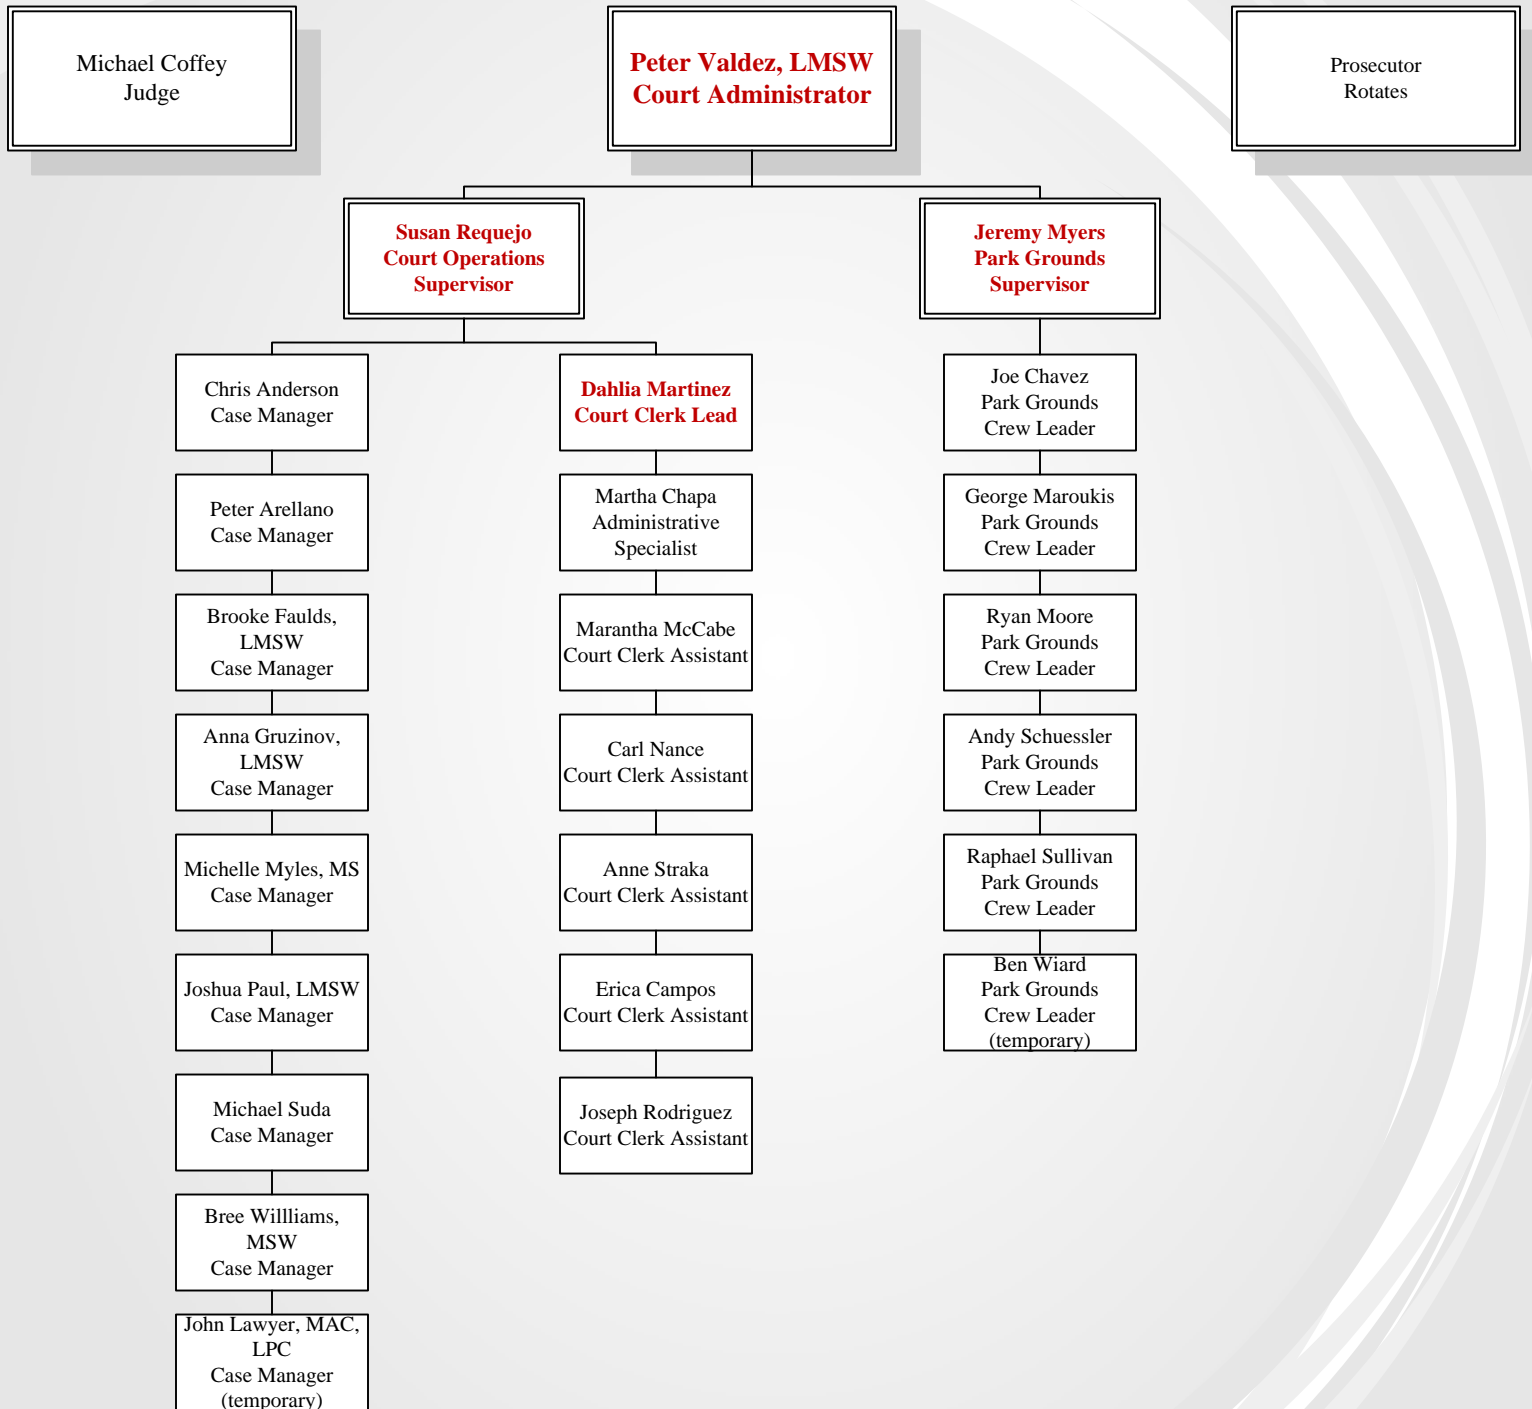 Michael Coffey
Judge
Peter Valdez, LMSW
Court Administrator
Prosecutor
Rotates
Susan Requejo
Court Operations
Supervisor
Jeremy Myers
Park Grounds
Supervisor
Chris Anderson
Case Manager
Peter Arellano
Case Manager
Brooke Faulds,
LMSW
Case Manager
Anna Gruzinov,
LMSW
Case Manager
Michelle Myles, MS
Case Manager
Joshua Paul, LMSW
Case Manager
Michael Suda
Case Manager
Bree Willliams,
MSW
Case Manager
John Lawyer, MAC,
LPC
Case Manager
(temporary)
Dahlia Martinez
Court Clerk Lead
Martha Chapa
Administrative
Specialist
Marantha McCabe
Court Clerk Assistant
Carl Nance
Court Clerk Assistant
Anne Straka
Court Clerk Assistant
Erica Campos
Court Clerk Assistant
Joseph Rodriguez
Court Clerk Assistant
Joe Chavez
Park Grounds
Crew Leader
George Maroukis
Park Grounds
Crew Leader
Ryan Moore
Park Grounds
Crew Leader
Andy Schuessler
Park Grounds
Crew Leader
Raphael Sullivan
Park Grounds
Crew Leader
Ben Wiard
Park Grounds
Crew Leader
(temporary)